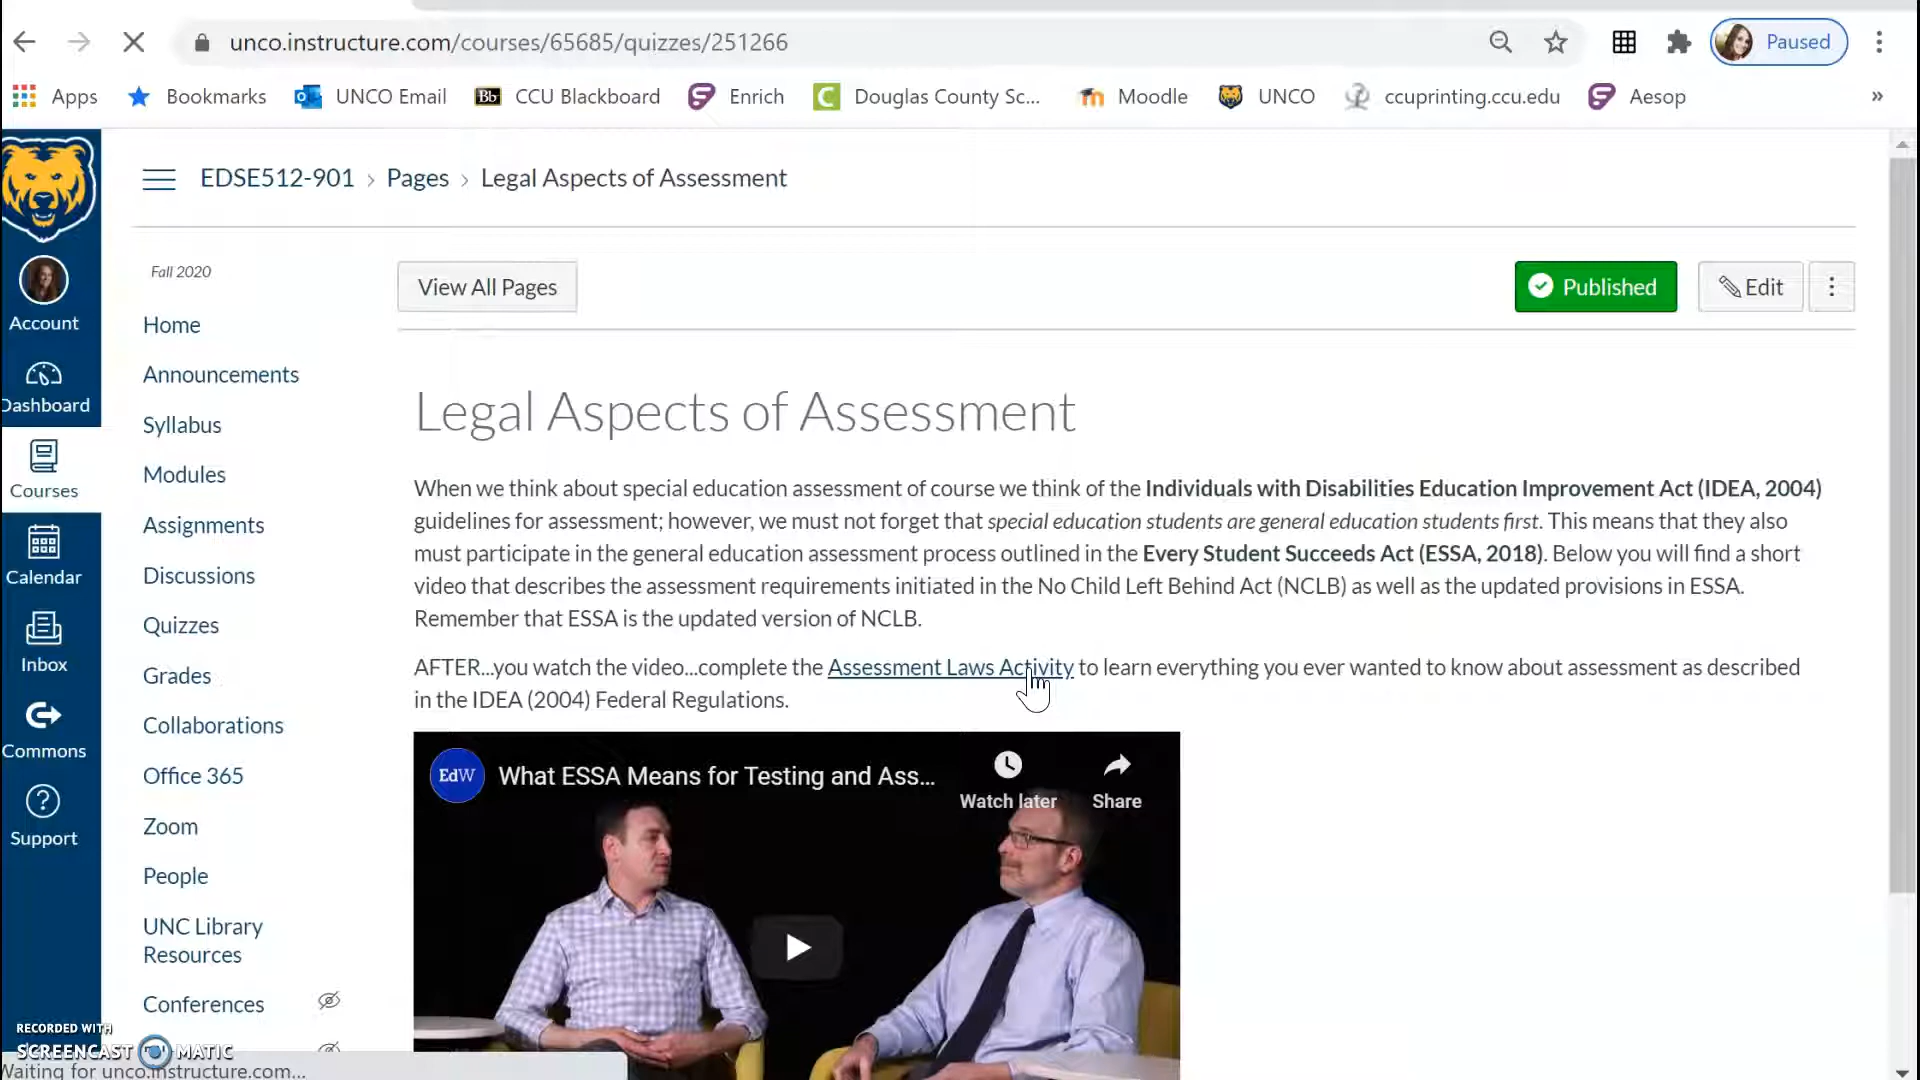 unco.instructure.com/courses/65685/quizzes/251266
Paused
Apps
Bookmarks
UNCO Email
Bb
CCU Blackboard
Enrich
Douglas County Sc...
Moodle
UNCO
ccuprinting.ccu.edu
Aesop
»
EDSE512-901 › Pages › Legal Aspects of Assessment
Account
Dashboard
Courses
Calendar
Inbox
Commons
Support
Fall 2020
Home
Announcements
Syllabus
Modules
Assignments
Discussions
Quizzes
Grades
Collaborations
Office 365
Zoom
People
UNC Library
Resources
Conferences
View All Pages
Published
Edit
Legal Aspects of Assessment
When we think about special education assessment of course we think of the Individuals with Disabilities Education Improvement Act (IDEA, 2004)
guidelines for assessment; however, we must not forget that special education students are general education students first. This means that they also
must participate in the general education assessment process outlined in the Every Student Succeeds Act (ESSA, 2018). Below you will find a short
video that describes the assessment requirements initiated in the No Child Left Behind Act (NCLB) as well as the updated provisions in ESSA.
Remember that ESSA is the updated version of NCLB.
AFTER...you watch the video...complete the Assessment Laws Activity to learn everything you ever wanted to know about assessment as described
in the IDEA (2004) Federal Regulations.
EdW
What ESSA Means for Testing and Ass...
Watch later
Share
RECORDED WITH
SCREENCAST MATIC
Waiting for unco.instructure.com...